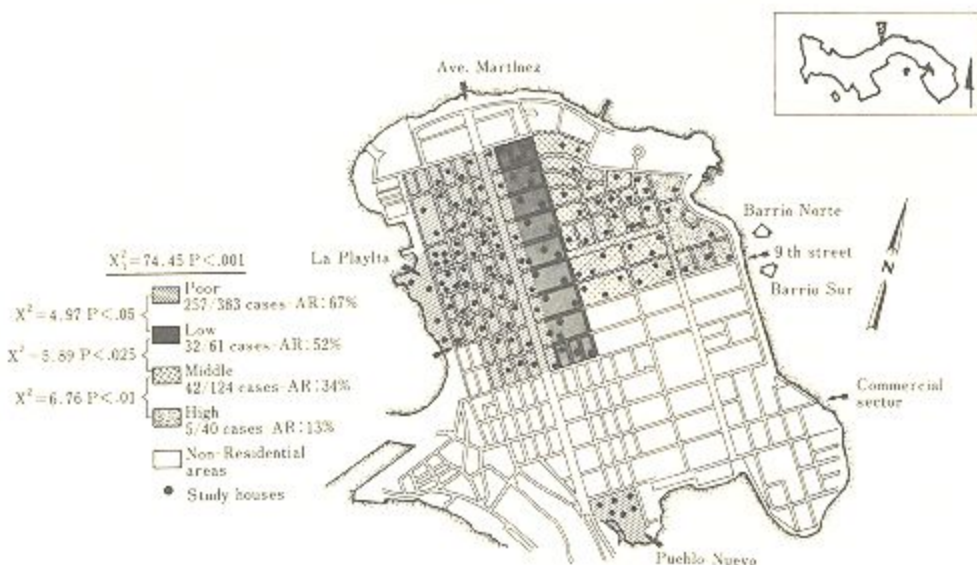 Ave. Martínez
Barrio Norte
9 th street
Barrio Sur
N
La Playita
X²₁=74.45 P<.001
Poor
257/383 cases-AR:67%
X²=4.97 P<.05
Low
32/61 cases-AR:52%
X²=5.89 P<.025
Middle
42/124 cases-AR:34%
X²=6.76 P<.01
High
5/40 cases AR:13%
Non-Residential
areas
Study houses
Commercial
sector
Pueblo Nuevo